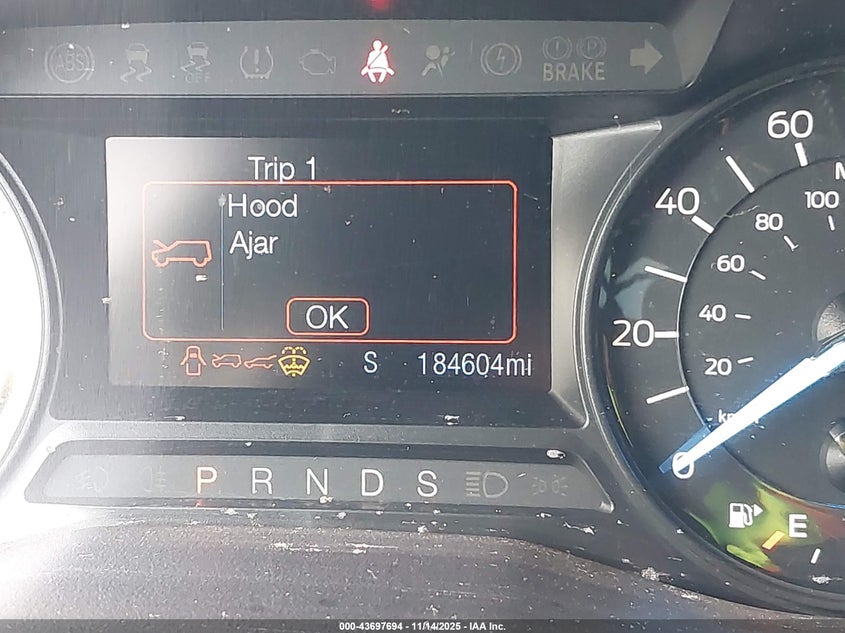 ABS OFF BRAKE
Trip 1
Hood
Ajar
OK
S 184604mi
P R N D S
0 20 40 60
20 40 60 80 100
E
000-43697694 - 11/14/2025 - IAA Inc.